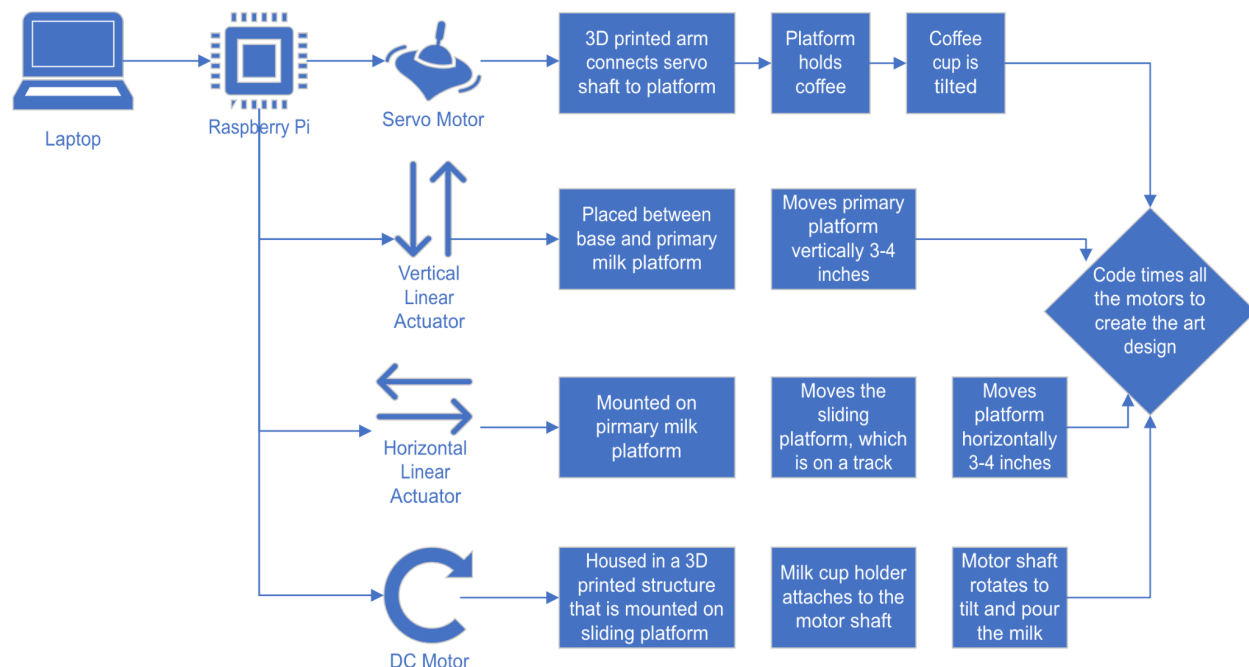 Laptop
Raspberry Pi
Servo Motor
3D printed arm
connects servo
shaft to platform
Platform
holds
coffee
Coffee
cup is
tilted
Vertical
Linear
Actuator
Placed between
base and primary
milk platform
Moves primary
platform
vertically 3-4
inches
Code times all
the motors to
create the art
design
Horizontal
Linear
Actuator
Mounted on
pirmary milk
platform
Moves the
sliding
platform, which
is on a track
Moves
platform
horizontally
3-4 inches
DC Motor
Housed in a 3D
printed structure
that is mounted on
sliding platform
Milk cup holder
attaches to the
motor shaft
Motor shaft
rotates to
tilt and pour
the milk